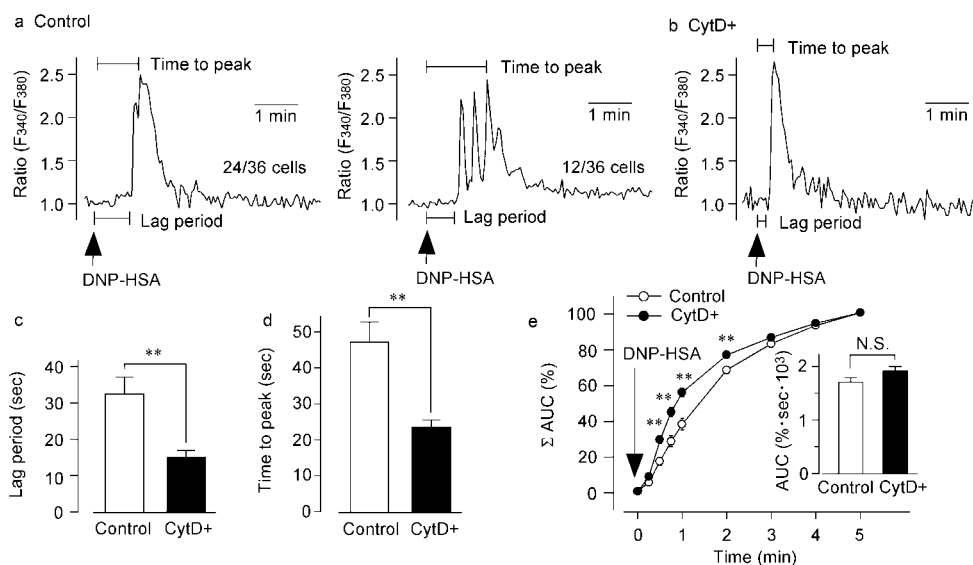 a Control
b CytD+
Time to peak
Time to peak
Time to peak
Ratio (F340/F380)
2.5
2.0
1.5
1.0
1 min
24/36 cells
Lag period
DNP-HSA
Ratio (F340/F380)
2.5
2.0
1.5
1.0
1 min
12/36 cells
Lag period
DNP-HSA
Ratio (F340/F380)
2.5
2.0
1.5
1.0
1 min
Lag period
DNP-HSA
c
Lag period (sec)
40
30
20
10
0
**
Control CytD+
d
Time to peak (sec)
50
40
30
20
10
0
**
Control CytD+
e
Control
CytD+
DNP-HSA
Σ AUC (%)
100
80
60
40
20
0
**
**
**
**
0 1 2 3 4 5
Time (min)
N.S.
AUC (%·sec·10³)
2
1
0
Control CytD+